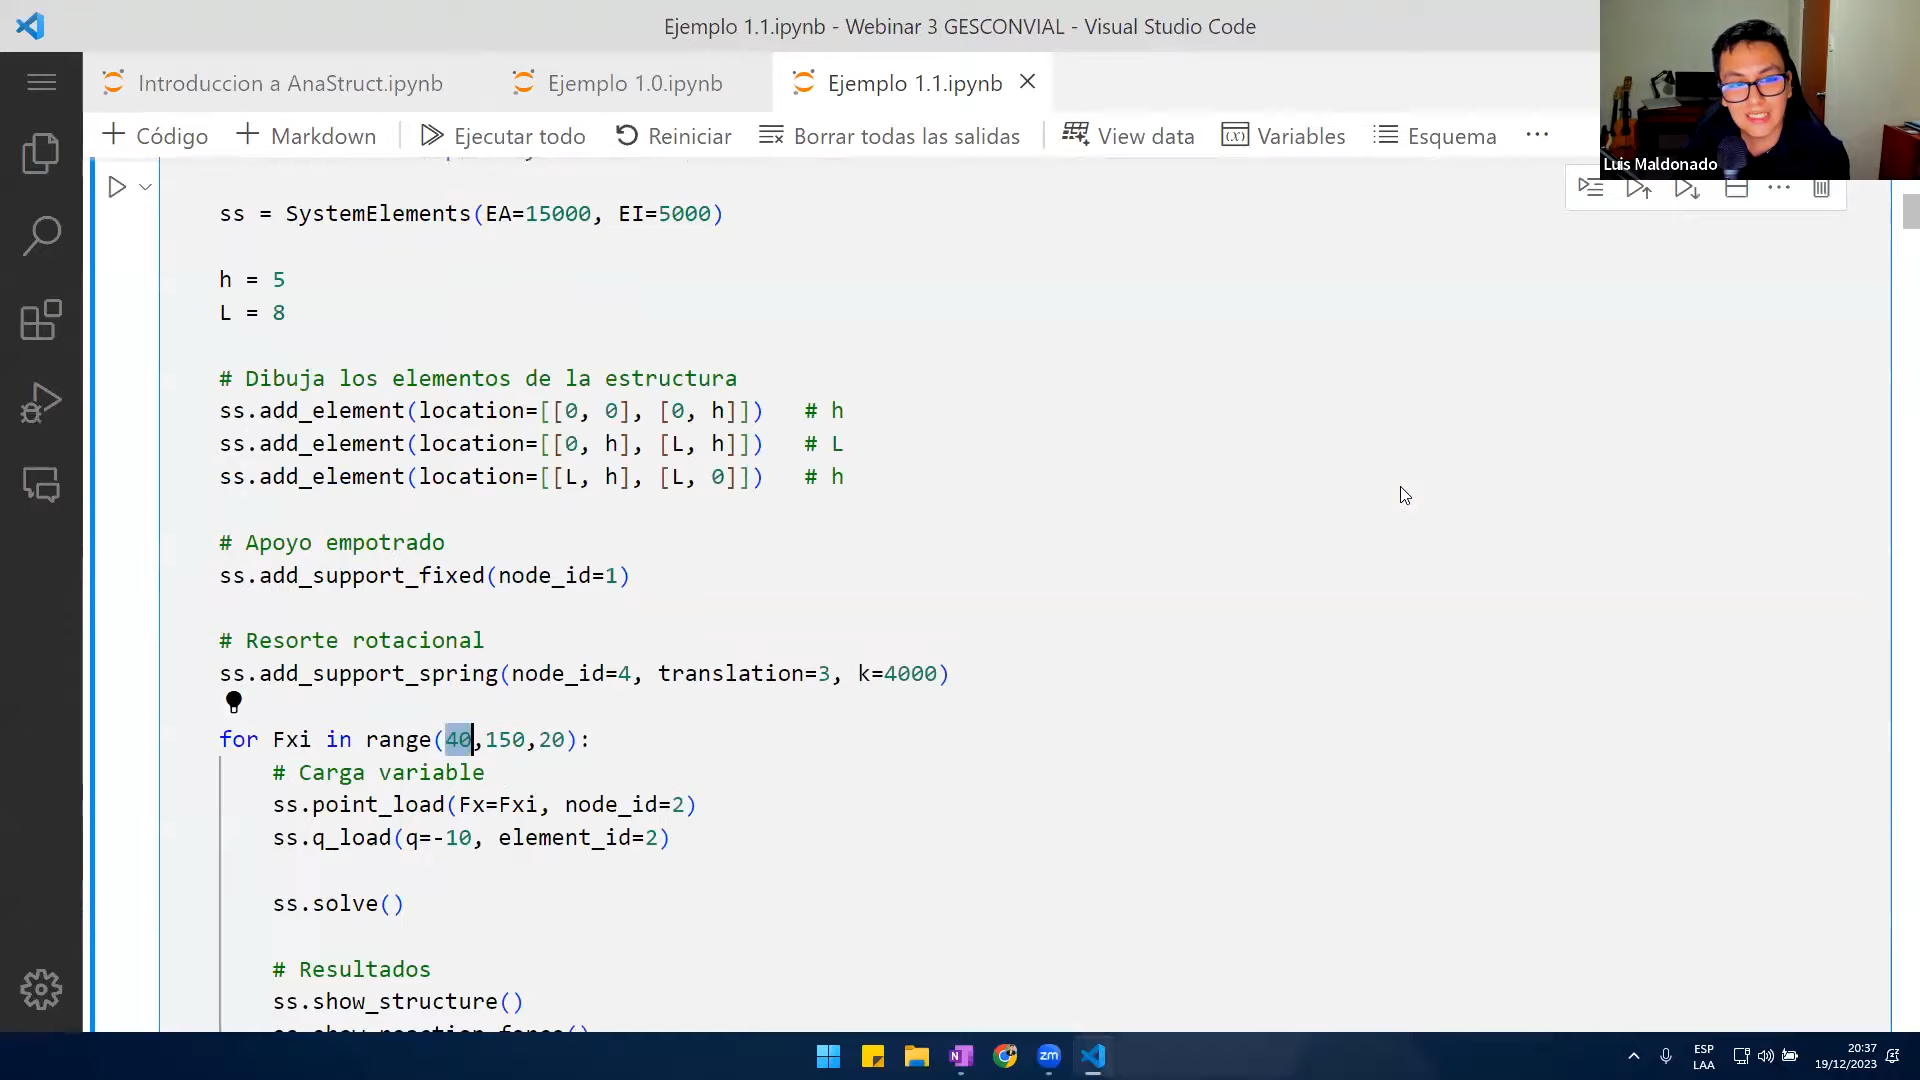 Ejemplo 1.1.ipynb - Webinar 3 GESCONVIAL - Visual Studio Code
Introduccion a AnaStruct.ipynb
Ejemplo 1.0.ipynb
Ejemplo 1.1.ipynb
Código
Markdown
Ejecutar todo
Reiniciar
Borrar todas las salidas
View data
Variables
Esquema
Luis Maldonado
ss = SystemElements(EA=15000, EI=5000)
h = 5
L = 8
# Dibuja los elementos de la estructura
ss.add_element(location=[[0, 0], [0, h]])   # h
ss.add_element(location=[[0, h], [L, h]])   # L
ss.add_element(location=[[L, h], [L, 0]])   # h
# Apoyo empotrado
ss.add_support_fixed(node_id=1)
# Resorte rotacional
ss.add_support_spring(node_id=4, translation=3, k=4000)
for Fxi in range(40,150,20):
# Carga variable
ss.point_load(Fx=Fxi, node_id=2)
ss.q_load(q=-10, element_id=2)
ss.solve()
# Resultados
ss.show_structure()
ss.show_reaction_force()
zm
ESP
LAA
20:37
19/12/2023